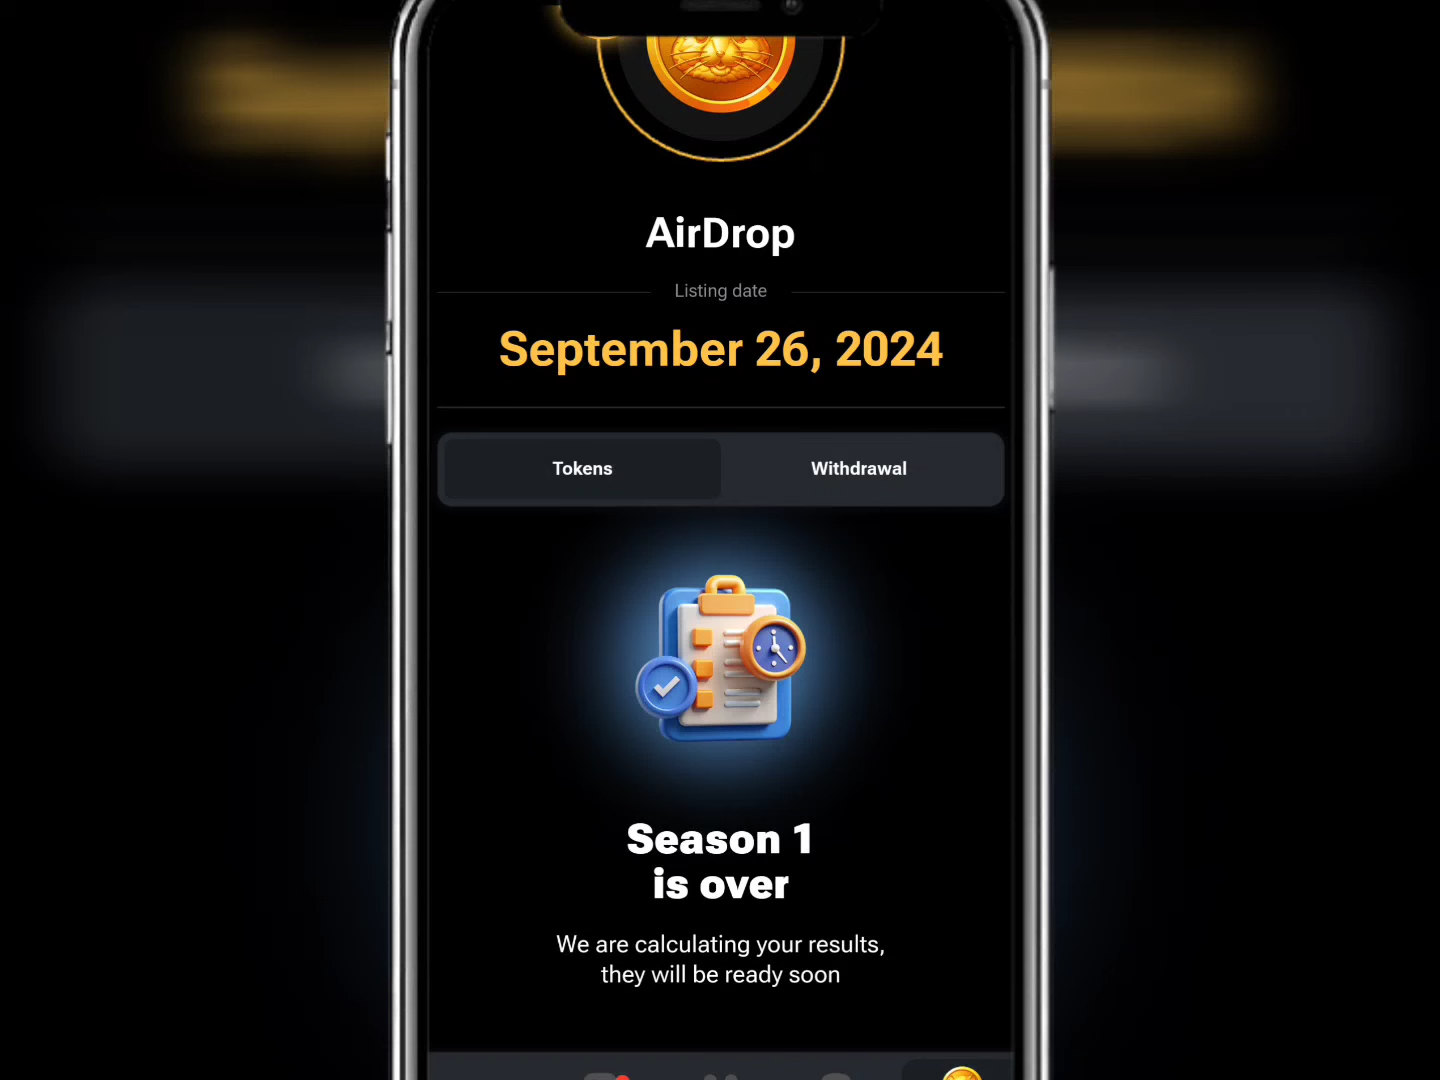 AirDrop
Listing date
September 26, 2024
Tokens
Withdrawal
Season 1
is over
We are calculating your results,
they will be ready soon